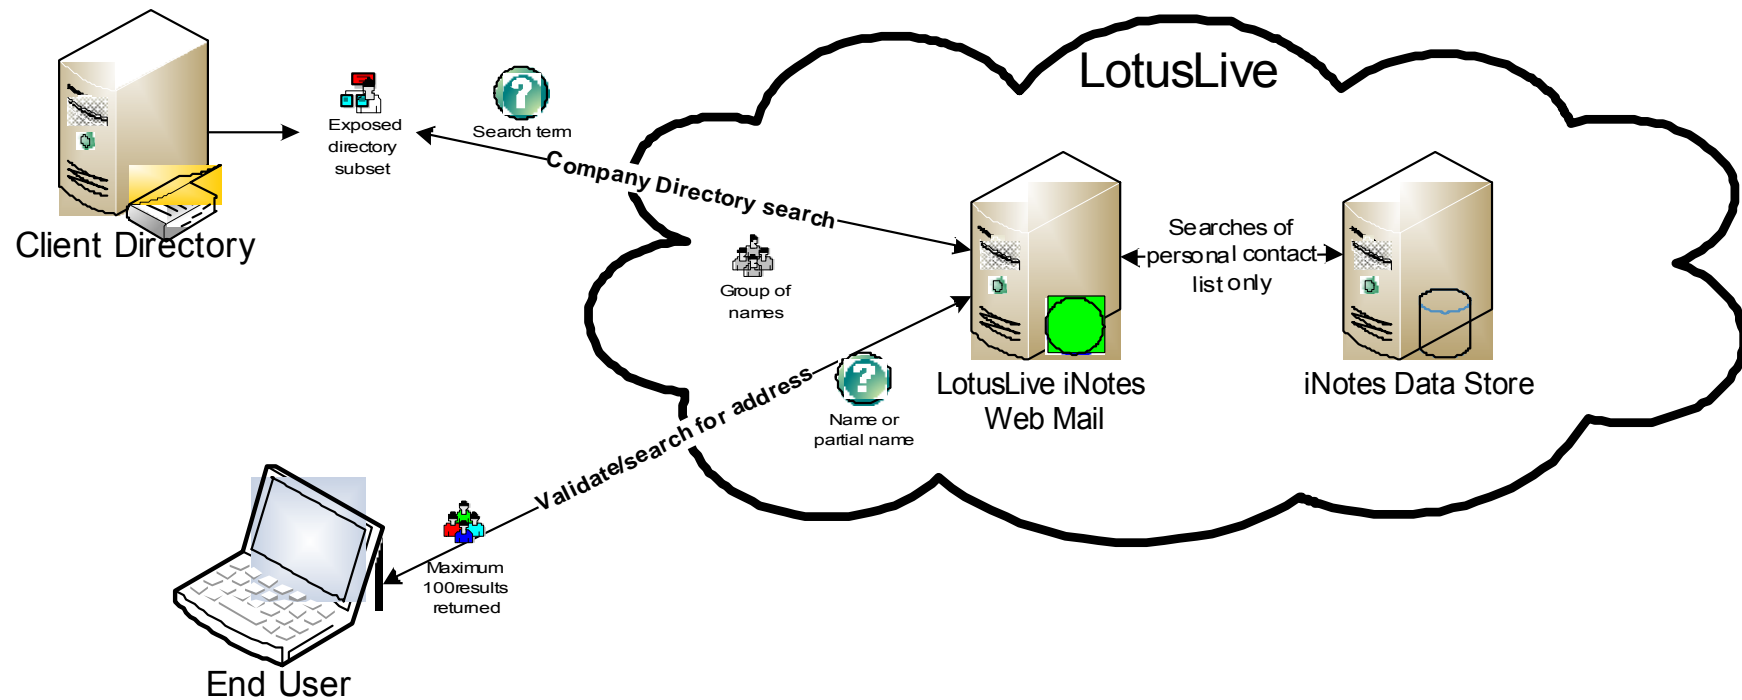 LotusLive
Exposed
directory
subset
Search term
Company Directory search
Client Directory
Group of
names
Searches of
personal contact
list only
LotusLive iNotes
Web Mail
iNotes Data Store
Name or
partial name
Validate/search for address
Maximum
100results
returned
End User